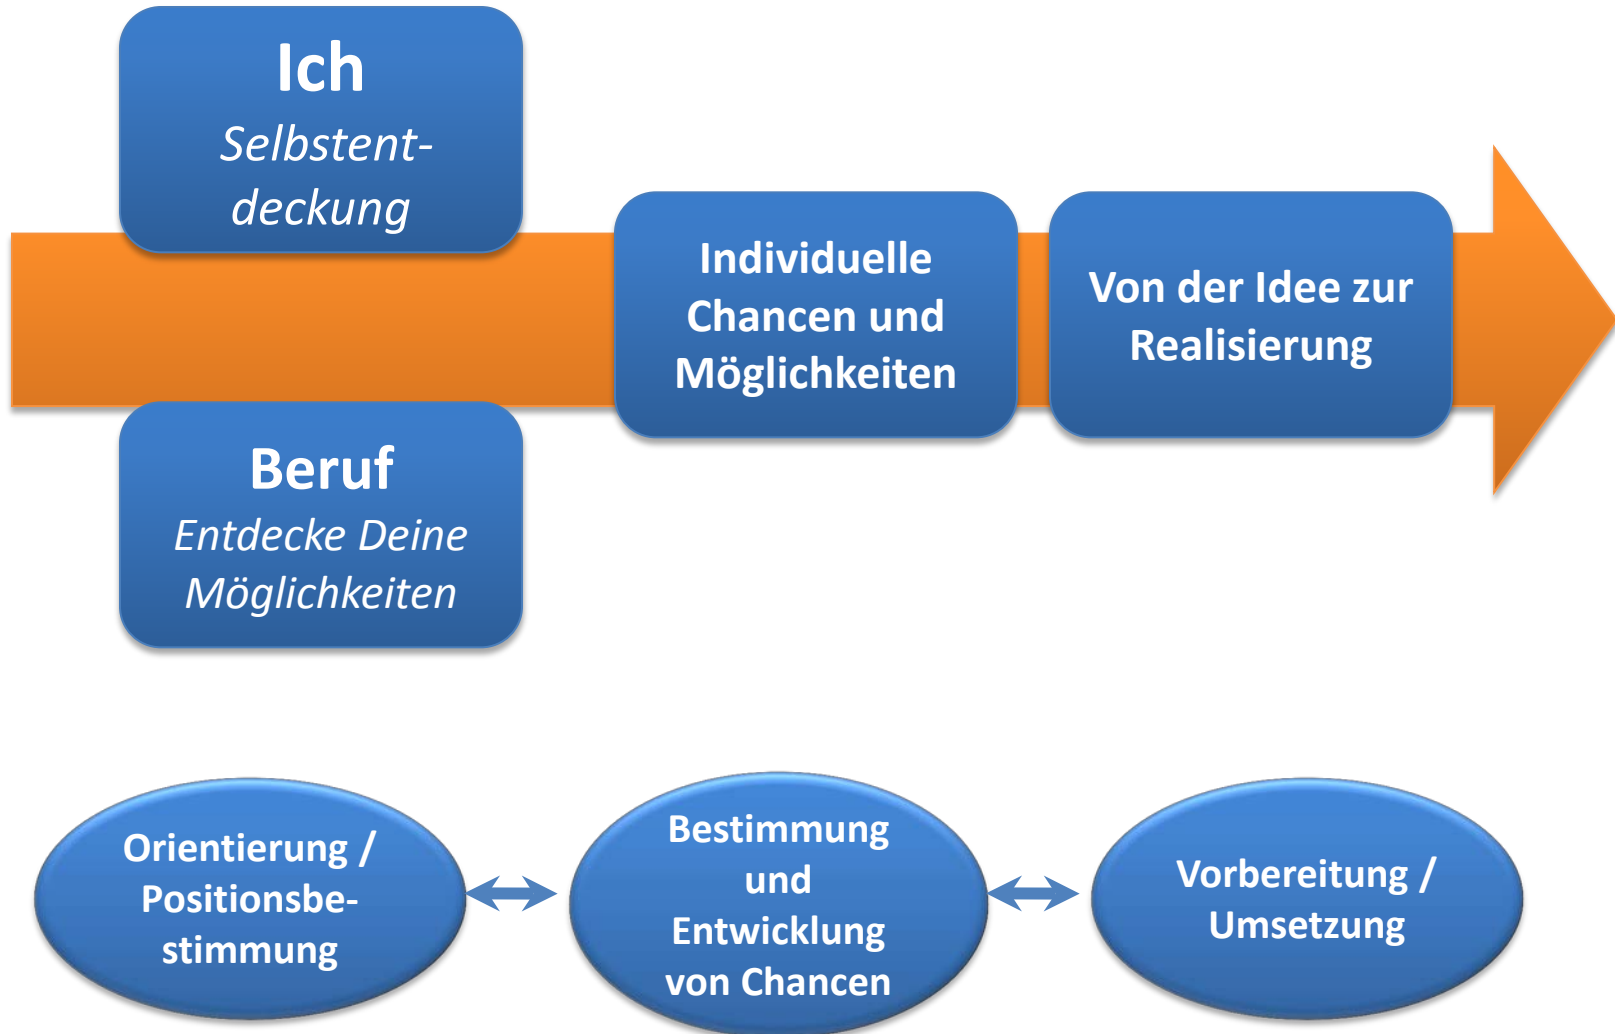 Ich
Selbstent-
deckung
Beruf
Entdecke Deine
Möglichkeiten
Individuelle
Chancen und
Möglichkeiten
Von der Idee zur
Realisierung
Orientierung /
Positionsbe-
stimmung
Bestimmung
und
Entwicklung
von Chancen
Vorbereitung /
Umsetzung